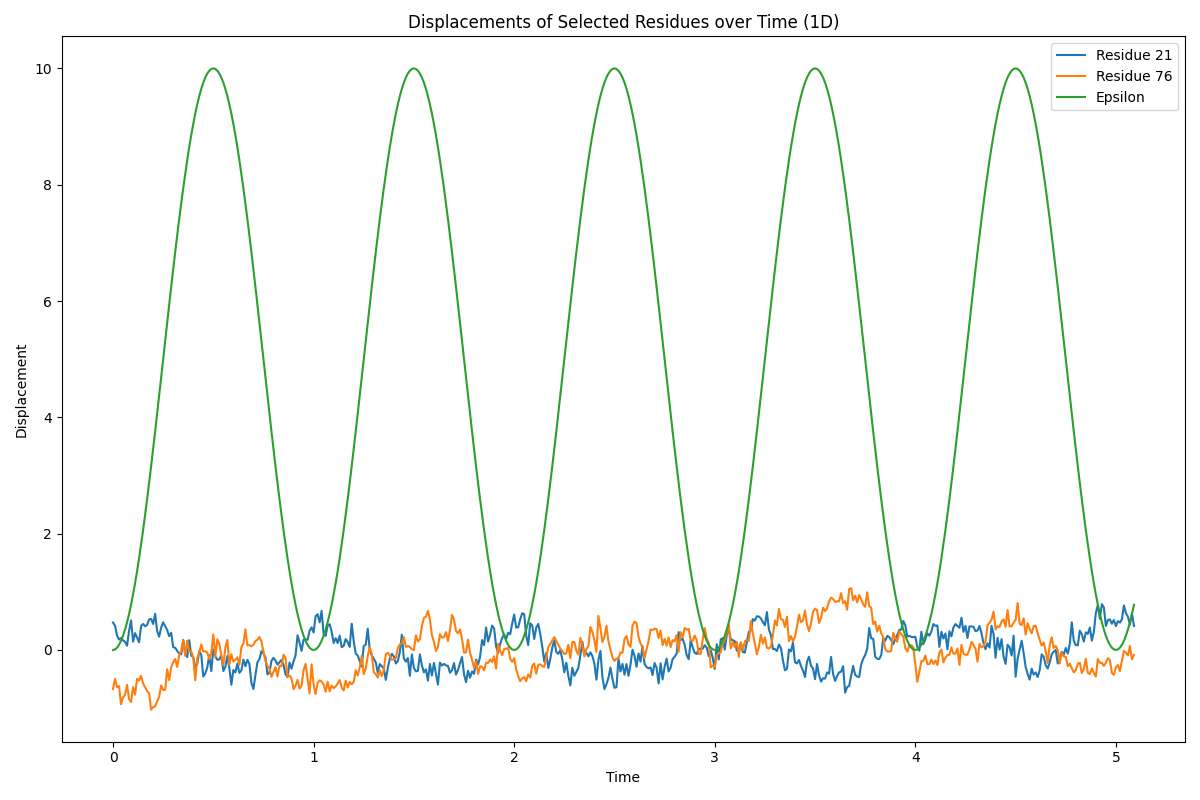 Displacements of Selected Residues over Time (1D)
Residue 21
Residue 76
Epsilon
Displacement
10
8
6
4
2
0
0 1 2 3 4 5
Time